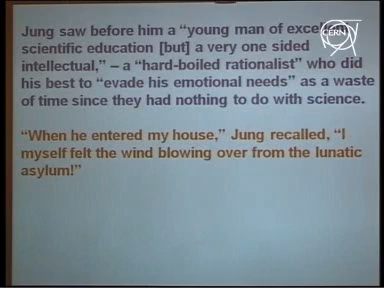 Jung saw before him a “young man of excellent
scientific education [but] a very one sided
intellectual,” – a “hard-boiled rationalist” who did
his best to “evade his emotional needs” as a waste
of time since they had nothing to do with science.
“When he entered my house,” Jung recalled, “I
myself felt the wind blowing over from the lunatic
asylum!”
CERN